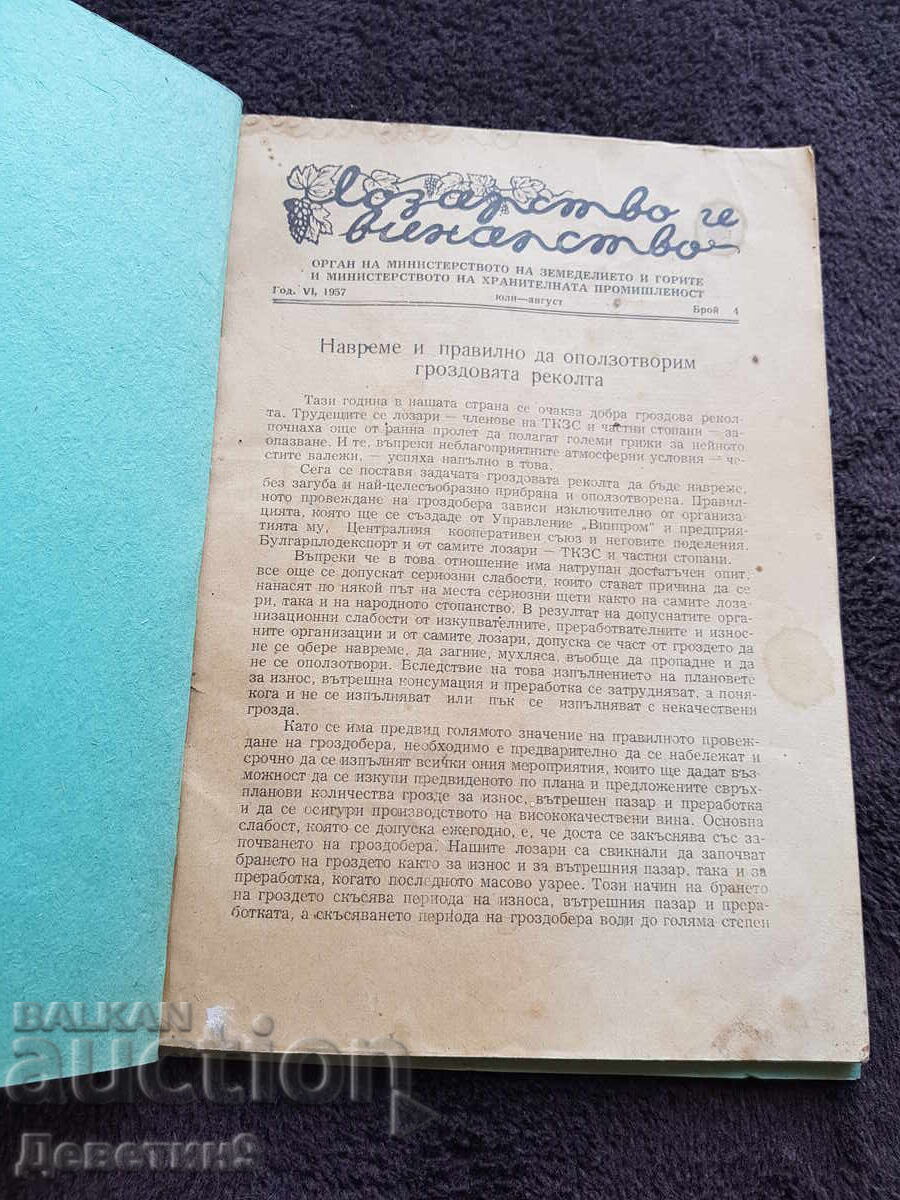 Лозарство
винарство
ОРГАН НА МИНИСТЕРСТВОТО НА ЗЕМЕДЕЛИЕТО И ГОРИТЕ
И МИНИСТЕРСТВОТО НА ХРАНИТЕЛНАТА ПРОМИШЛЕНОСТ
Год. VI, 1957 юли—август Брой 4
Навреме и правилно да оползотворим
гроздовата реколта
Тази година в нашата страна се очаква добра гроздова рекол-
та. Трудещите се лозари — членове на ТКЗС и частни стопани — за-
почнаха още от ранна пролет да полагат големи грижи за нейното
опазване. И те, въпреки неблагоприятните атмосферни условия — че-
стите валежи, — успяха напълно в това.
Сега се поставя задачата гроздовата реколта да бъде навреме,
без загуба и най-целесъобразно прибрана и оползотворена. Правил-
ното провеждане на гроздобера зависи изключително от организа-
цията, която ще се създаде от Управление „Винпром" и предприя-
тията му, Централния кооперативен съюз и неговите поделения.
Булгарплодекспорт и от самите лозари — ТКЗС и частни стопани.
Въпреки че в това отношение има натрупан достатъчен опит,
все още се допускат сериозни слабости, които стават причина да се
нанасят по някой път на места сериозни щети както на самите лоза-
ри, така и на народното стопанство. В резултат на допуснатите орга-
низационни слабости от изкупвателните, преработвателните и износ-
ните организации и от самите лозари, допуска се част от гроздето да
не се обере навреме, да загние, мухляса, въобще да пропадне и да
не се оползотвори. Вследствие на това изпълнението на плановете
за износ, вътрешна консумация и преработка се затрудняват, а поня-
кога и не се изпълняват или пък се изпълняват с некачествени
грозда.
Като се има предвид голямото значение на правилното провеж-
дане на гроздобера, необходимо е предварително да се набележат и
срочно да се изпълнят всички ония мероприятия, които ще дадат въз-
можност да се изкупи предвиденото по плана и предложените свръх-
планови количества грозде за износ, вътрешен пазар и преработка
и да се осигури производството на висококачествени вина. Основна
слабост, която се допуска ежегодно, е, че доста се закъснява със за-
почването на гроздобера. Нашите лозари са свикнали да започват
брането на гроздето както за износ и за вътрешния пазар, така и за
преработка, когато последното масово узрее. Този начин на брането
на гроздето скъсява периода на износа, вътрешния пазар и прера-
ботката, а скъсяването периода на гроздобера води до голяма степен
BALKAN
auction
Деветин9